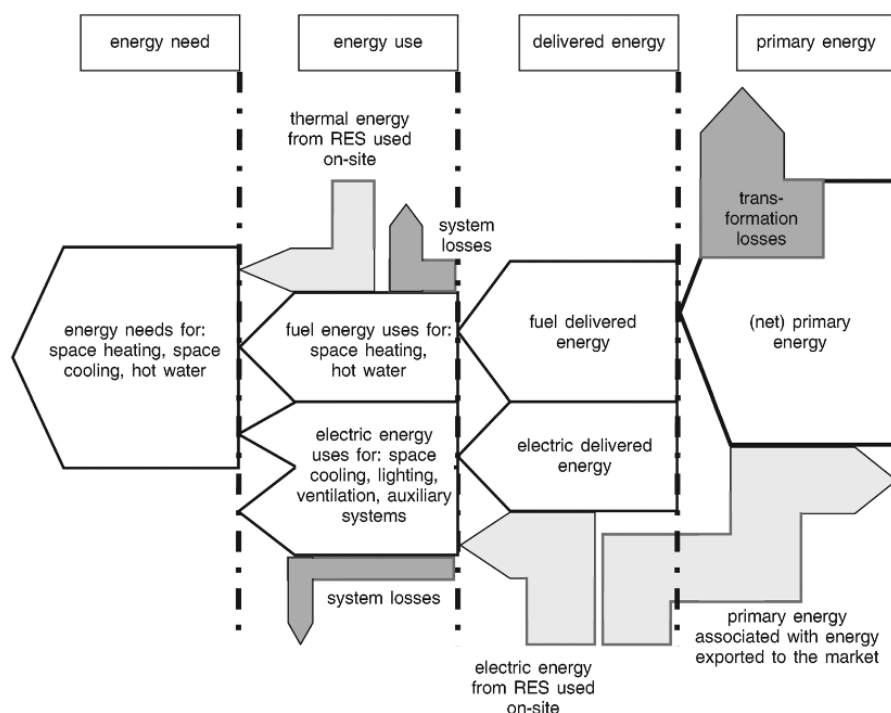 energy need
energy use
delivered energy
primary energy
thermal energy
from RES used
on-site
system
losses
trans-
formation
losses
energy needs for:
space heating, space
cooling, hot water
fuel energy uses for:
space heating,
hot water
fuel delivered
energy
(net) primary
energy
electric energy
uses for: space
cooling, lighting,
ventilation, auxiliary
systems
electric delivered
energy
system losses
primary energy
associated with energy
exported to the market
electric energy
from RES used
on-site